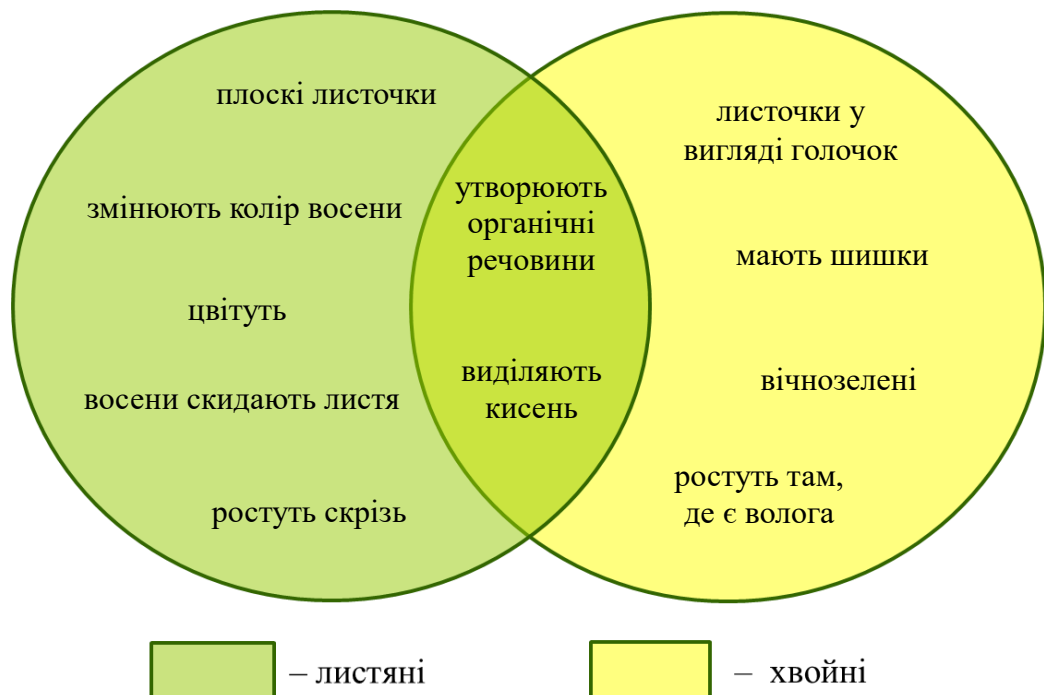 плоскі листочки
змінюють колір восени
цвітуть
восени скидають листя
ростуть скрізь
утворюють
органічні
речовини
виділяють
кисень
листочки у
вигляді голочок
мають шишки
вічнозелені
ростуть там,
де є волога
– листяні
– хвойні